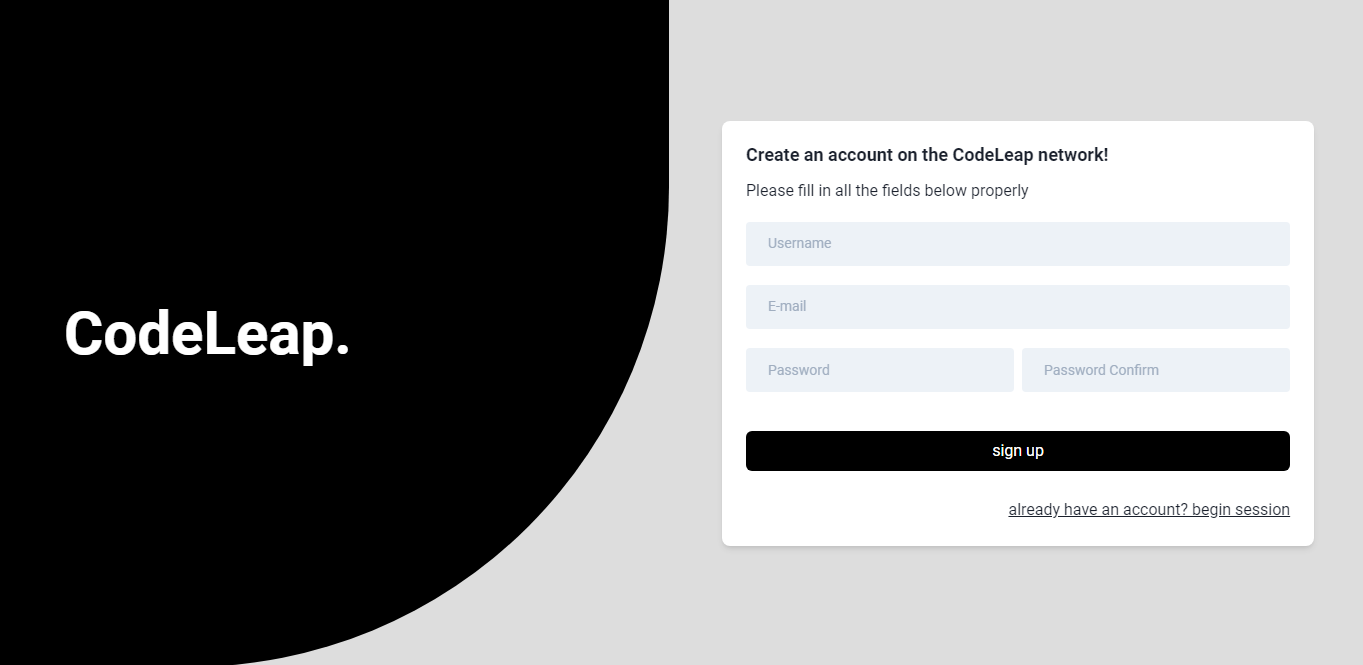 CodeLeap.
Create an account on the CodeLeap network!
Please fill in all the fields below properly
Username
E-mail
Password Password Confirm
sign up
already have an account? begin session